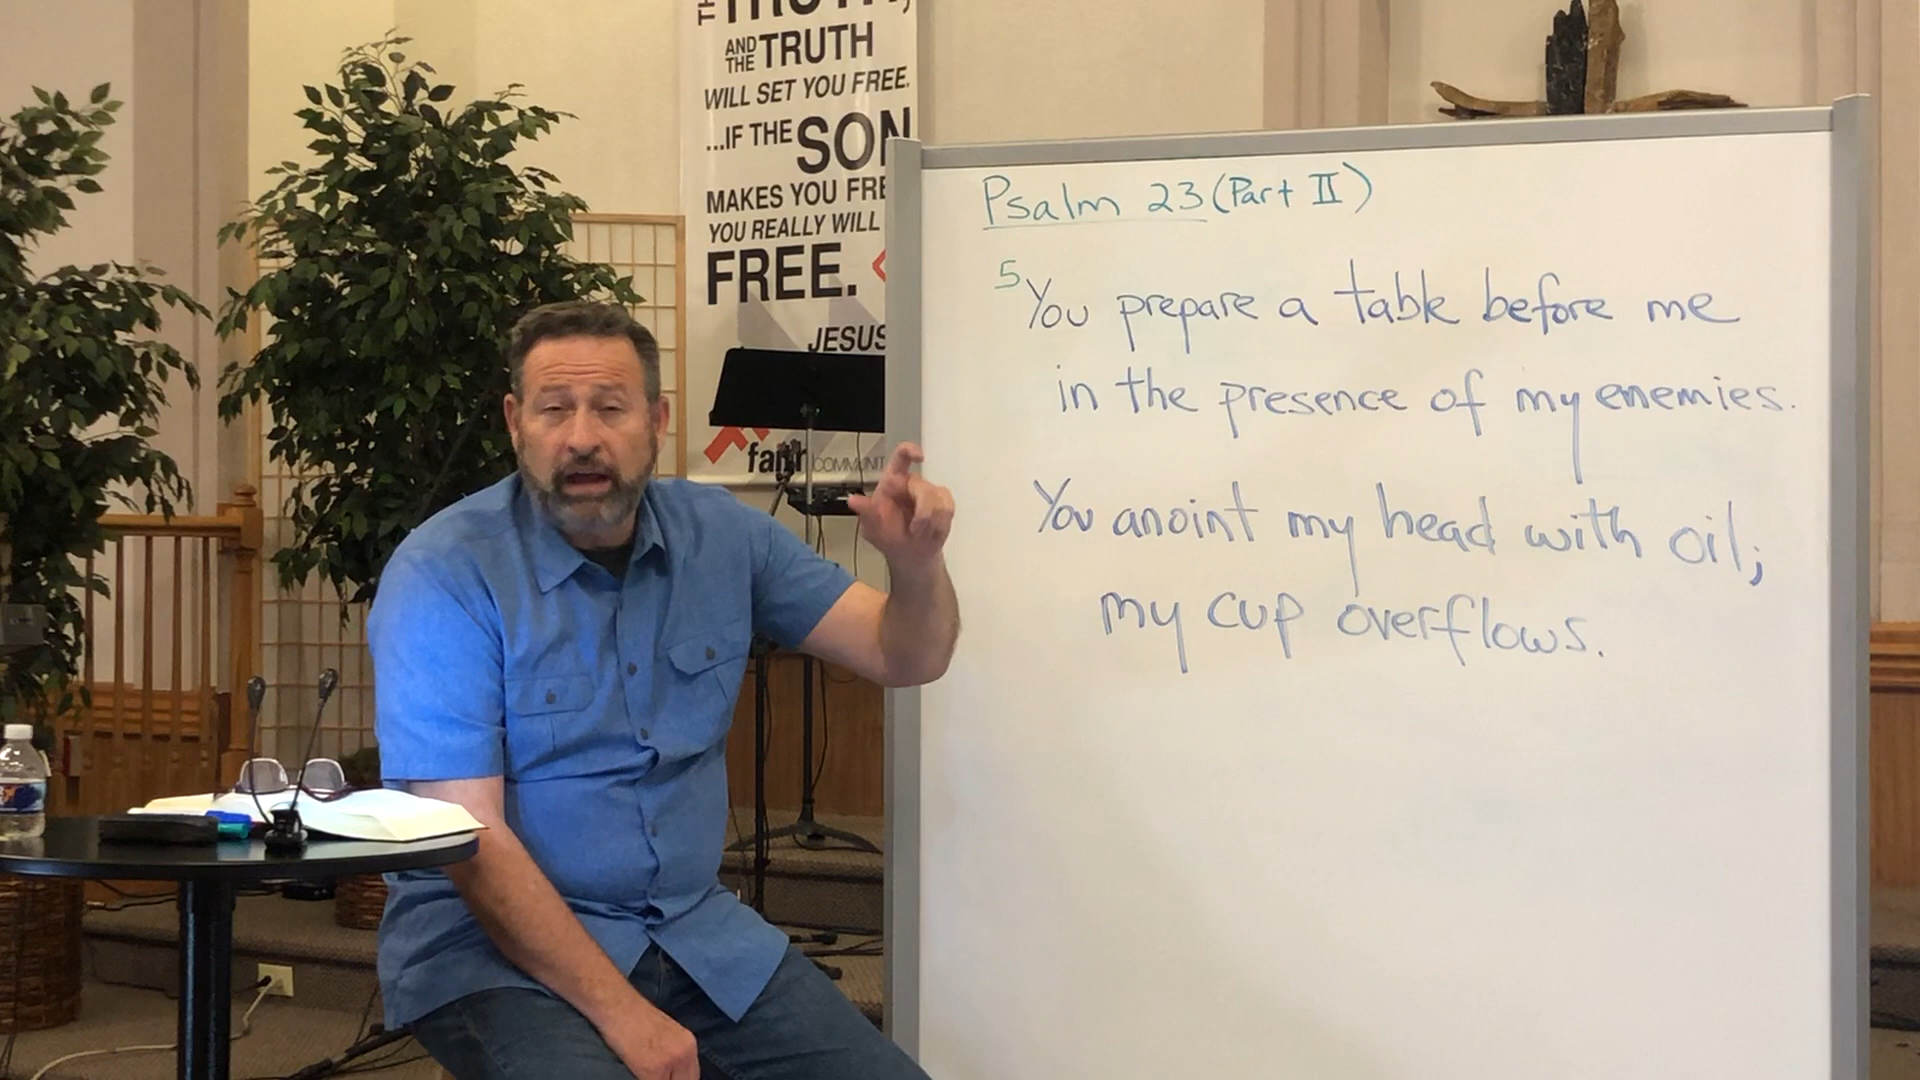 AND THE TRUTH
WILL SET YOU FREE.
...IF THE SON
MAKES YOU FRE
YOU REALLY WILL
FREE.
JESUS
COMMUNIT
Psalm 23 (Part II)
5 You prepare a table before me
in the presence of my enemies.
You anoint my head with oil;
my cup overflows.